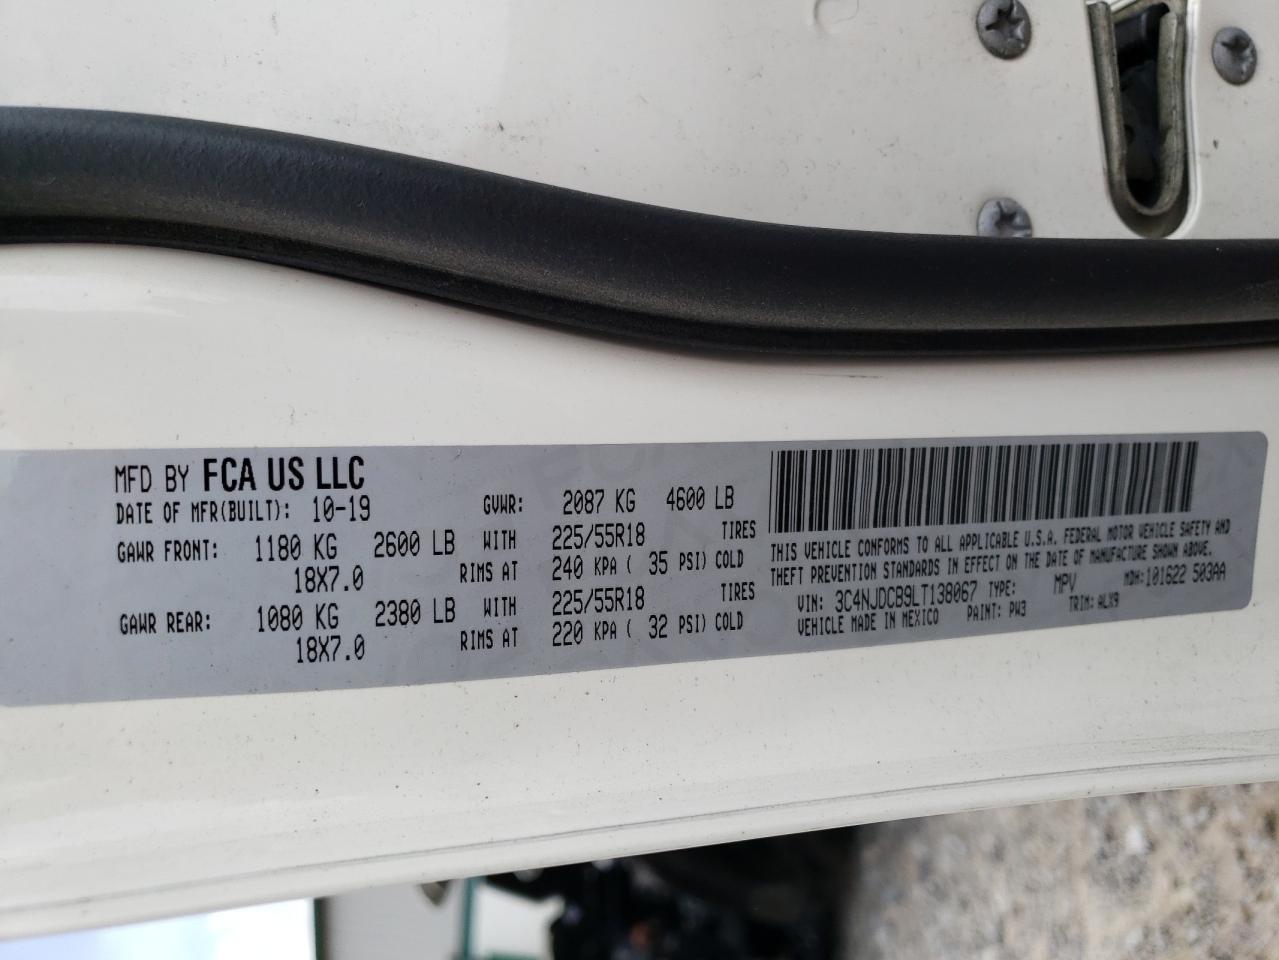 MFD BY FCA US LLC
DATE OF MFR(BUILT): 10-19 GVWR: 2087 KG 4600 LB
GAWR FRONT: 1180 KG 2600 LB WITH 225/55R18 TIRES
18X7.0 RIMS AT 240 KPA ( 35 PSI) COLD
GAWR REAR: 1080 KG 2380 LB WITH 225/55R18 TIRES
18X7.0 RIMS AT 220 KPA ( 32 PSI) COLD
THIS VEHICLE CONFORMS TO ALL APPLICABLE U.S.A. FEDERAL MOTOR VEHICLE SAFETY AND
THEFT PREVENTION STANDARDS IN EFFECT ON THE DATE OF MANUFACTURE SHOWN ABOVE.
VIN: 3C4NJDCB9LT138067 TYPE: MPV MDH:101622 503AA
VEHICLE MADE IN MEXICO PAINT: PW3 TRIM: ALX9